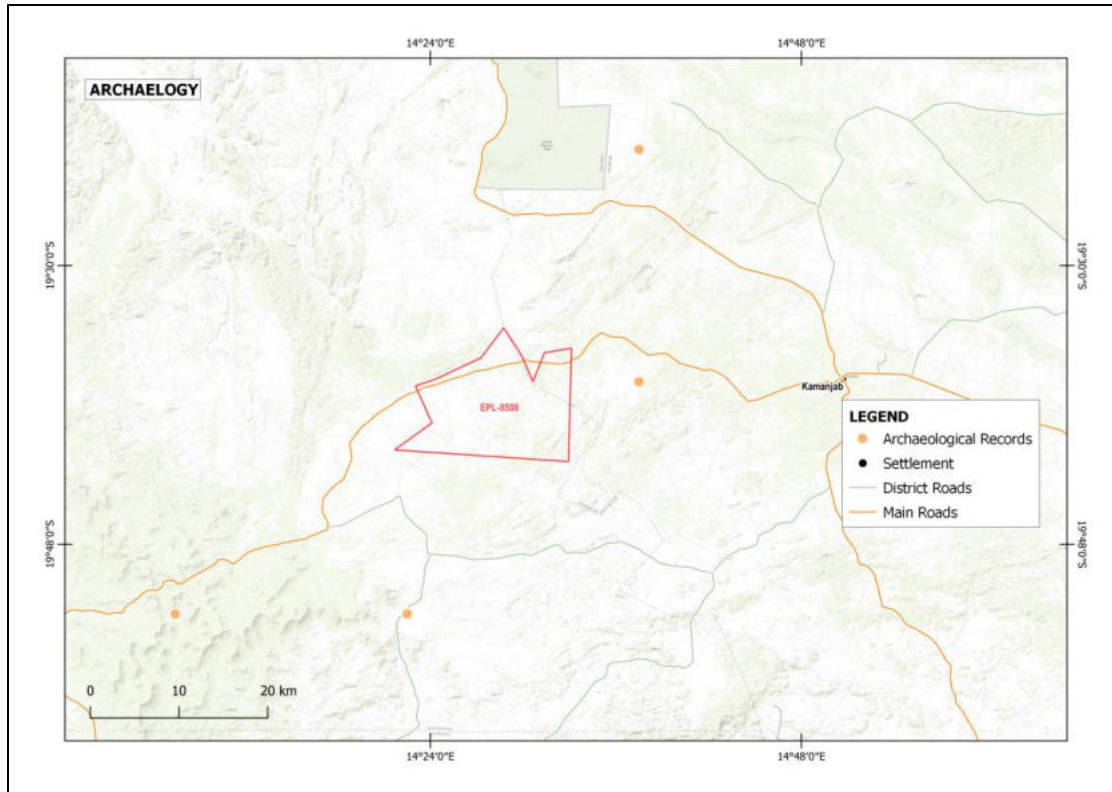 14°24'0"E 14°48'0"E
ARCHAELOGY
19°30'0"S 19°30'0"S
EPL-8508
Kamanjab
LEGEND
Archaeological Records
Settlement
District Roads
Main Roads
19°48'0"S 19°48'0"S
0 10 20 km
14°24'0"E 14°48'0"E